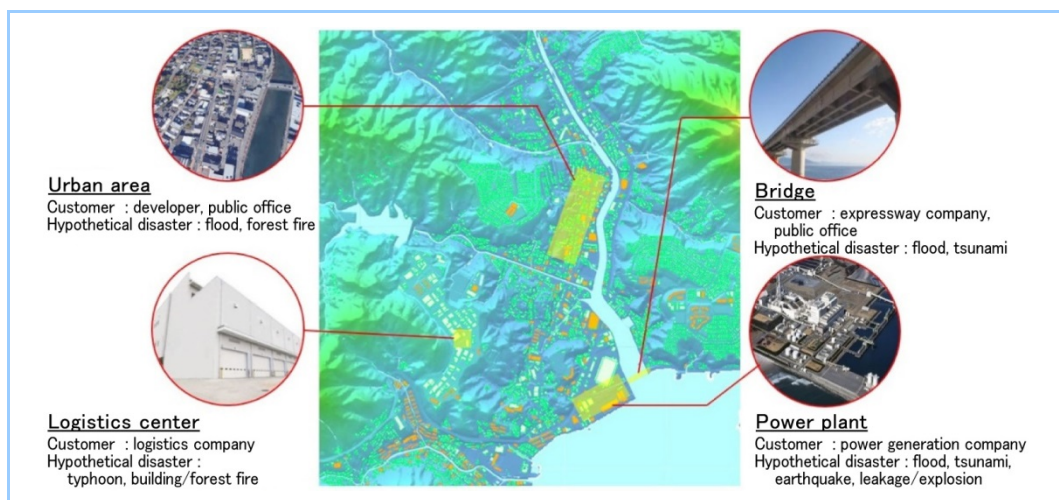 Urban area
Customer : developer, public office
Hypothetical disaster : flood, forest fire
Logistics center
Customer : logistics company
Hypothetical disaster :
typhoon, building/forest fire
Bridge
Customer : expressway company,
public office
Hypothetical disaster : flood, tsunami
Power plant
Customer : power generation company
Hypothetical disaster : flood, tsunami,
earthquake, leakage/explosion